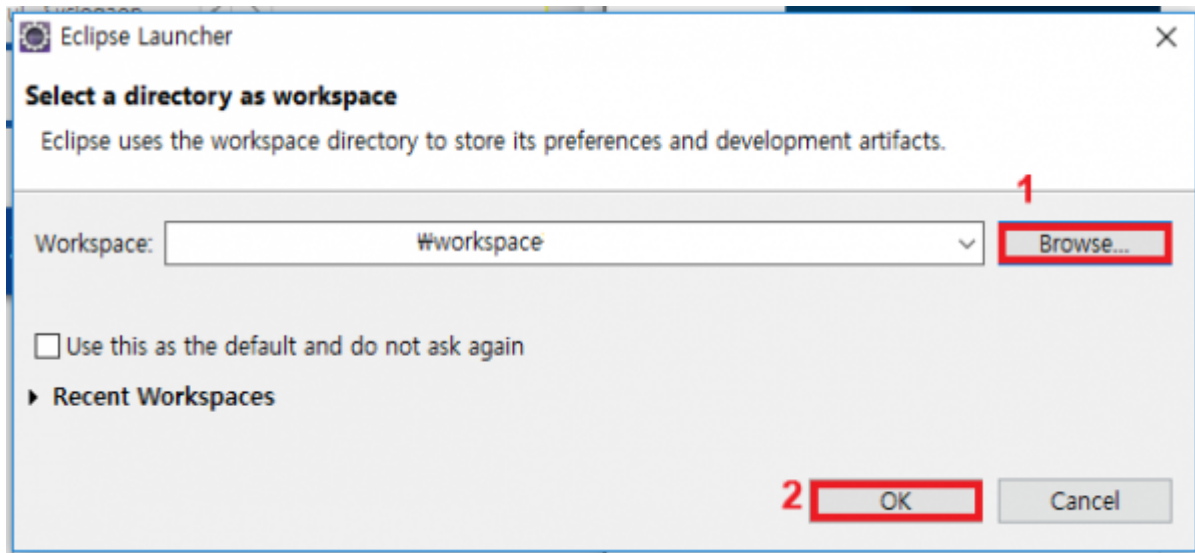 Eclipse Launcher
Select a directory as workspace
Eclipse uses the workspace directory to store its preferences and development artifacts.
1
Workspace: ₩workspace Browse...
Use this as the default and do not ask again
Recent Workspaces
2 OK Cancel